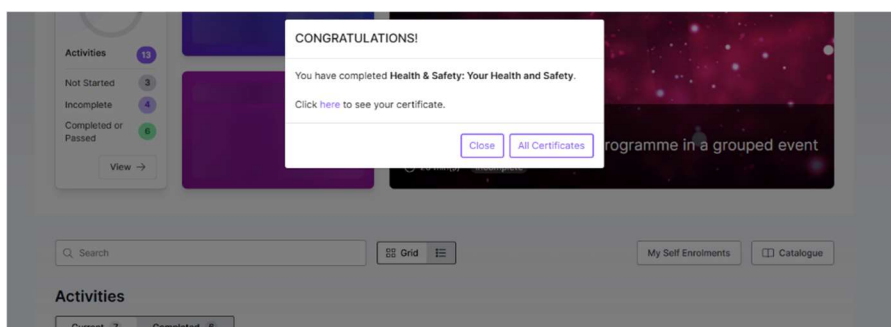 Activities 13
Not Started 3
Incomplete 4
Completed or
Passed 6
View →
CONGRATULATIONS!
You have completed Health & Safety: Your Health and Safety.
Click here to see your certificate.
Close All Certificates
rogramme in a grouped event
Incomplete
Search
Grid
My Self Enrolments Catalogue
Activities
Current 7 Completed 6